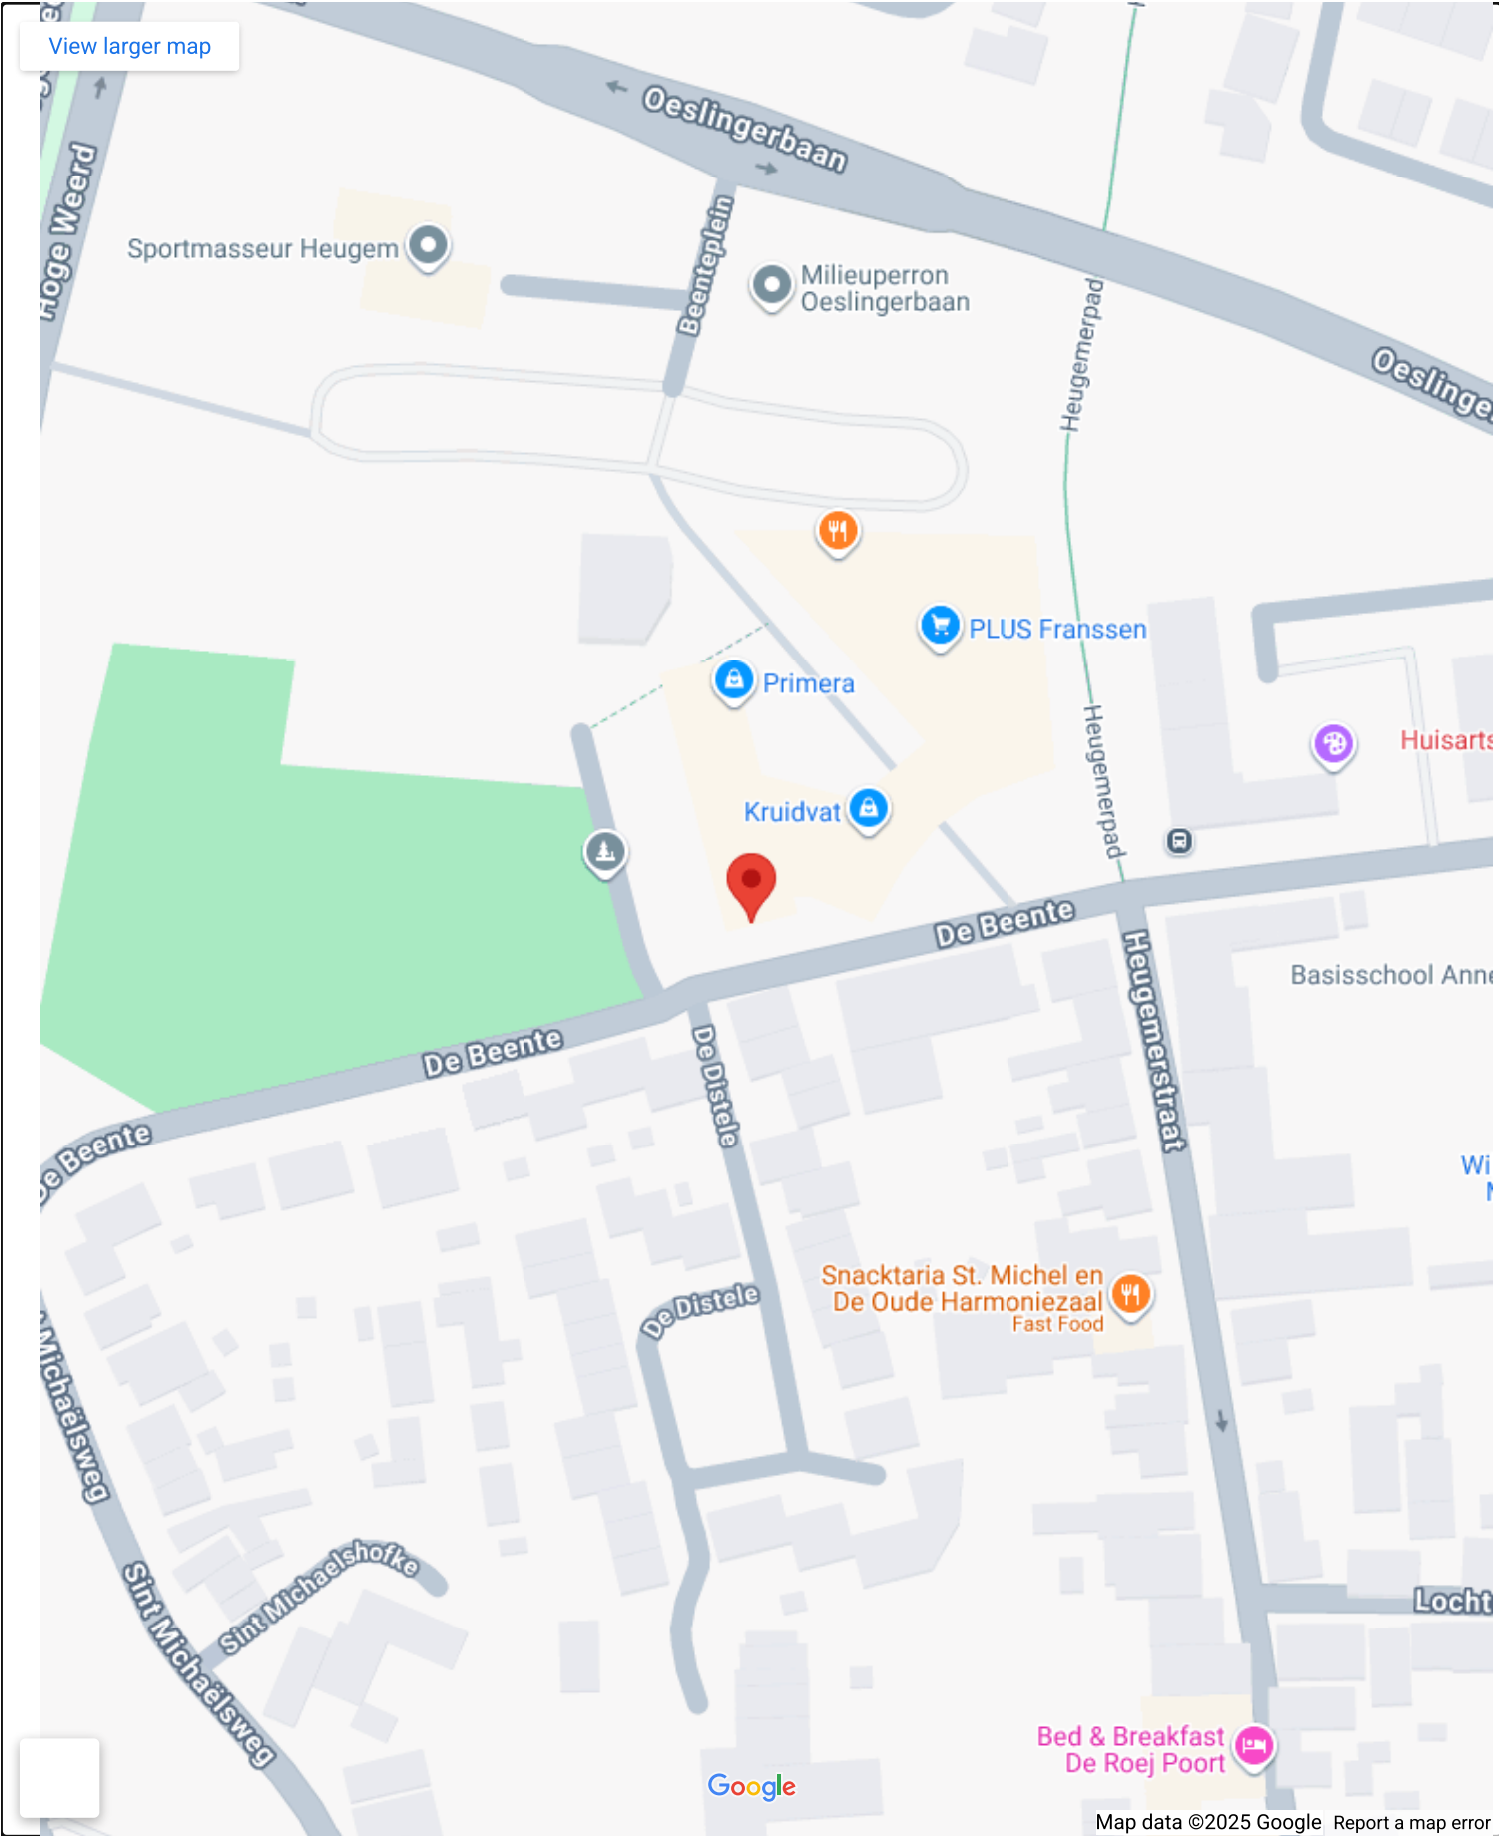 View larger map
Oeslingerbaan
Hoge Weerd
Beenteplein
Sportmasseur Heugem
Milieuperron
Oeslingerbaan
Heugemerpad
Oeslinge
PLUS Franssen
Primera
Heugemerpad
Huisarts
Kruidvat
De Beente
Basisschool Anne
Heugemerstraat
De Beente
De Distele
De Beente
Wi
Snacktaria St. Michel en
De Oude Harmoniezaal
Fast Food
De Distele
Michaëlsweg
Sint Michaelshofke
Sint Michaëlsweg
Locht
Bed & Breakfast
De Roej Poort
Google
Map data ©2025 Google
Report a map error